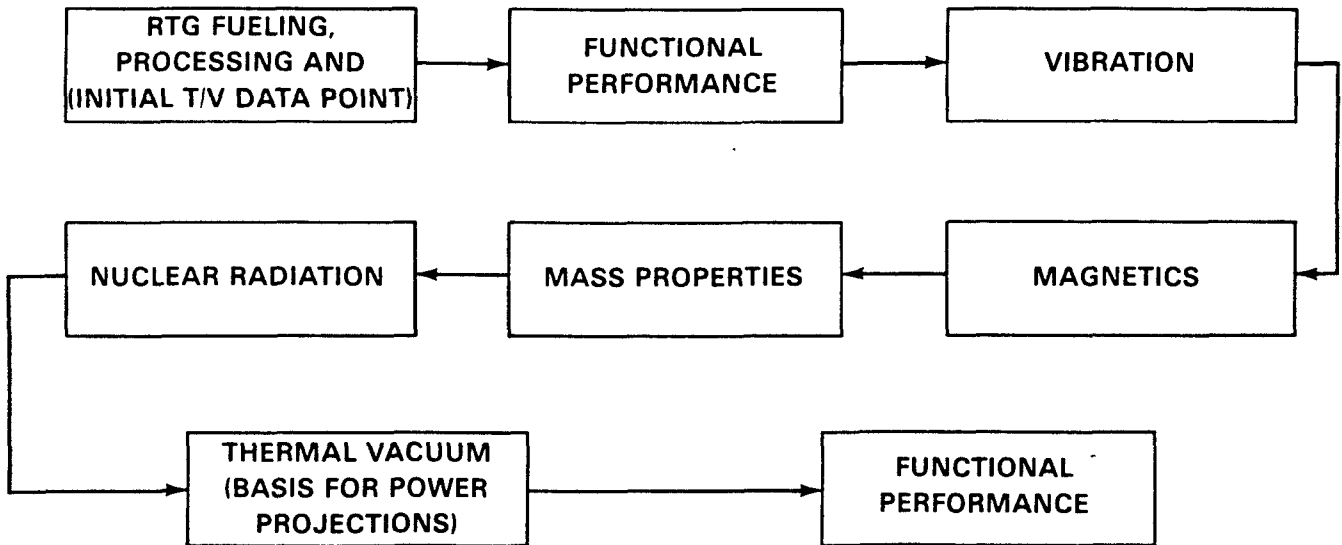 RTG FUELING,
PROCESSING AND
(INITIAL T/V DATA POINT)
FUNCTIONAL
PERFORMANCE
VIBRATION
NUCLEAR RADIATION
MASS PROPERTIES
MAGNETICS
THERMAL VACUUM
(BASIS FOR POWER
PROJECTIONS)
FUNCTIONAL
PERFORMANCE